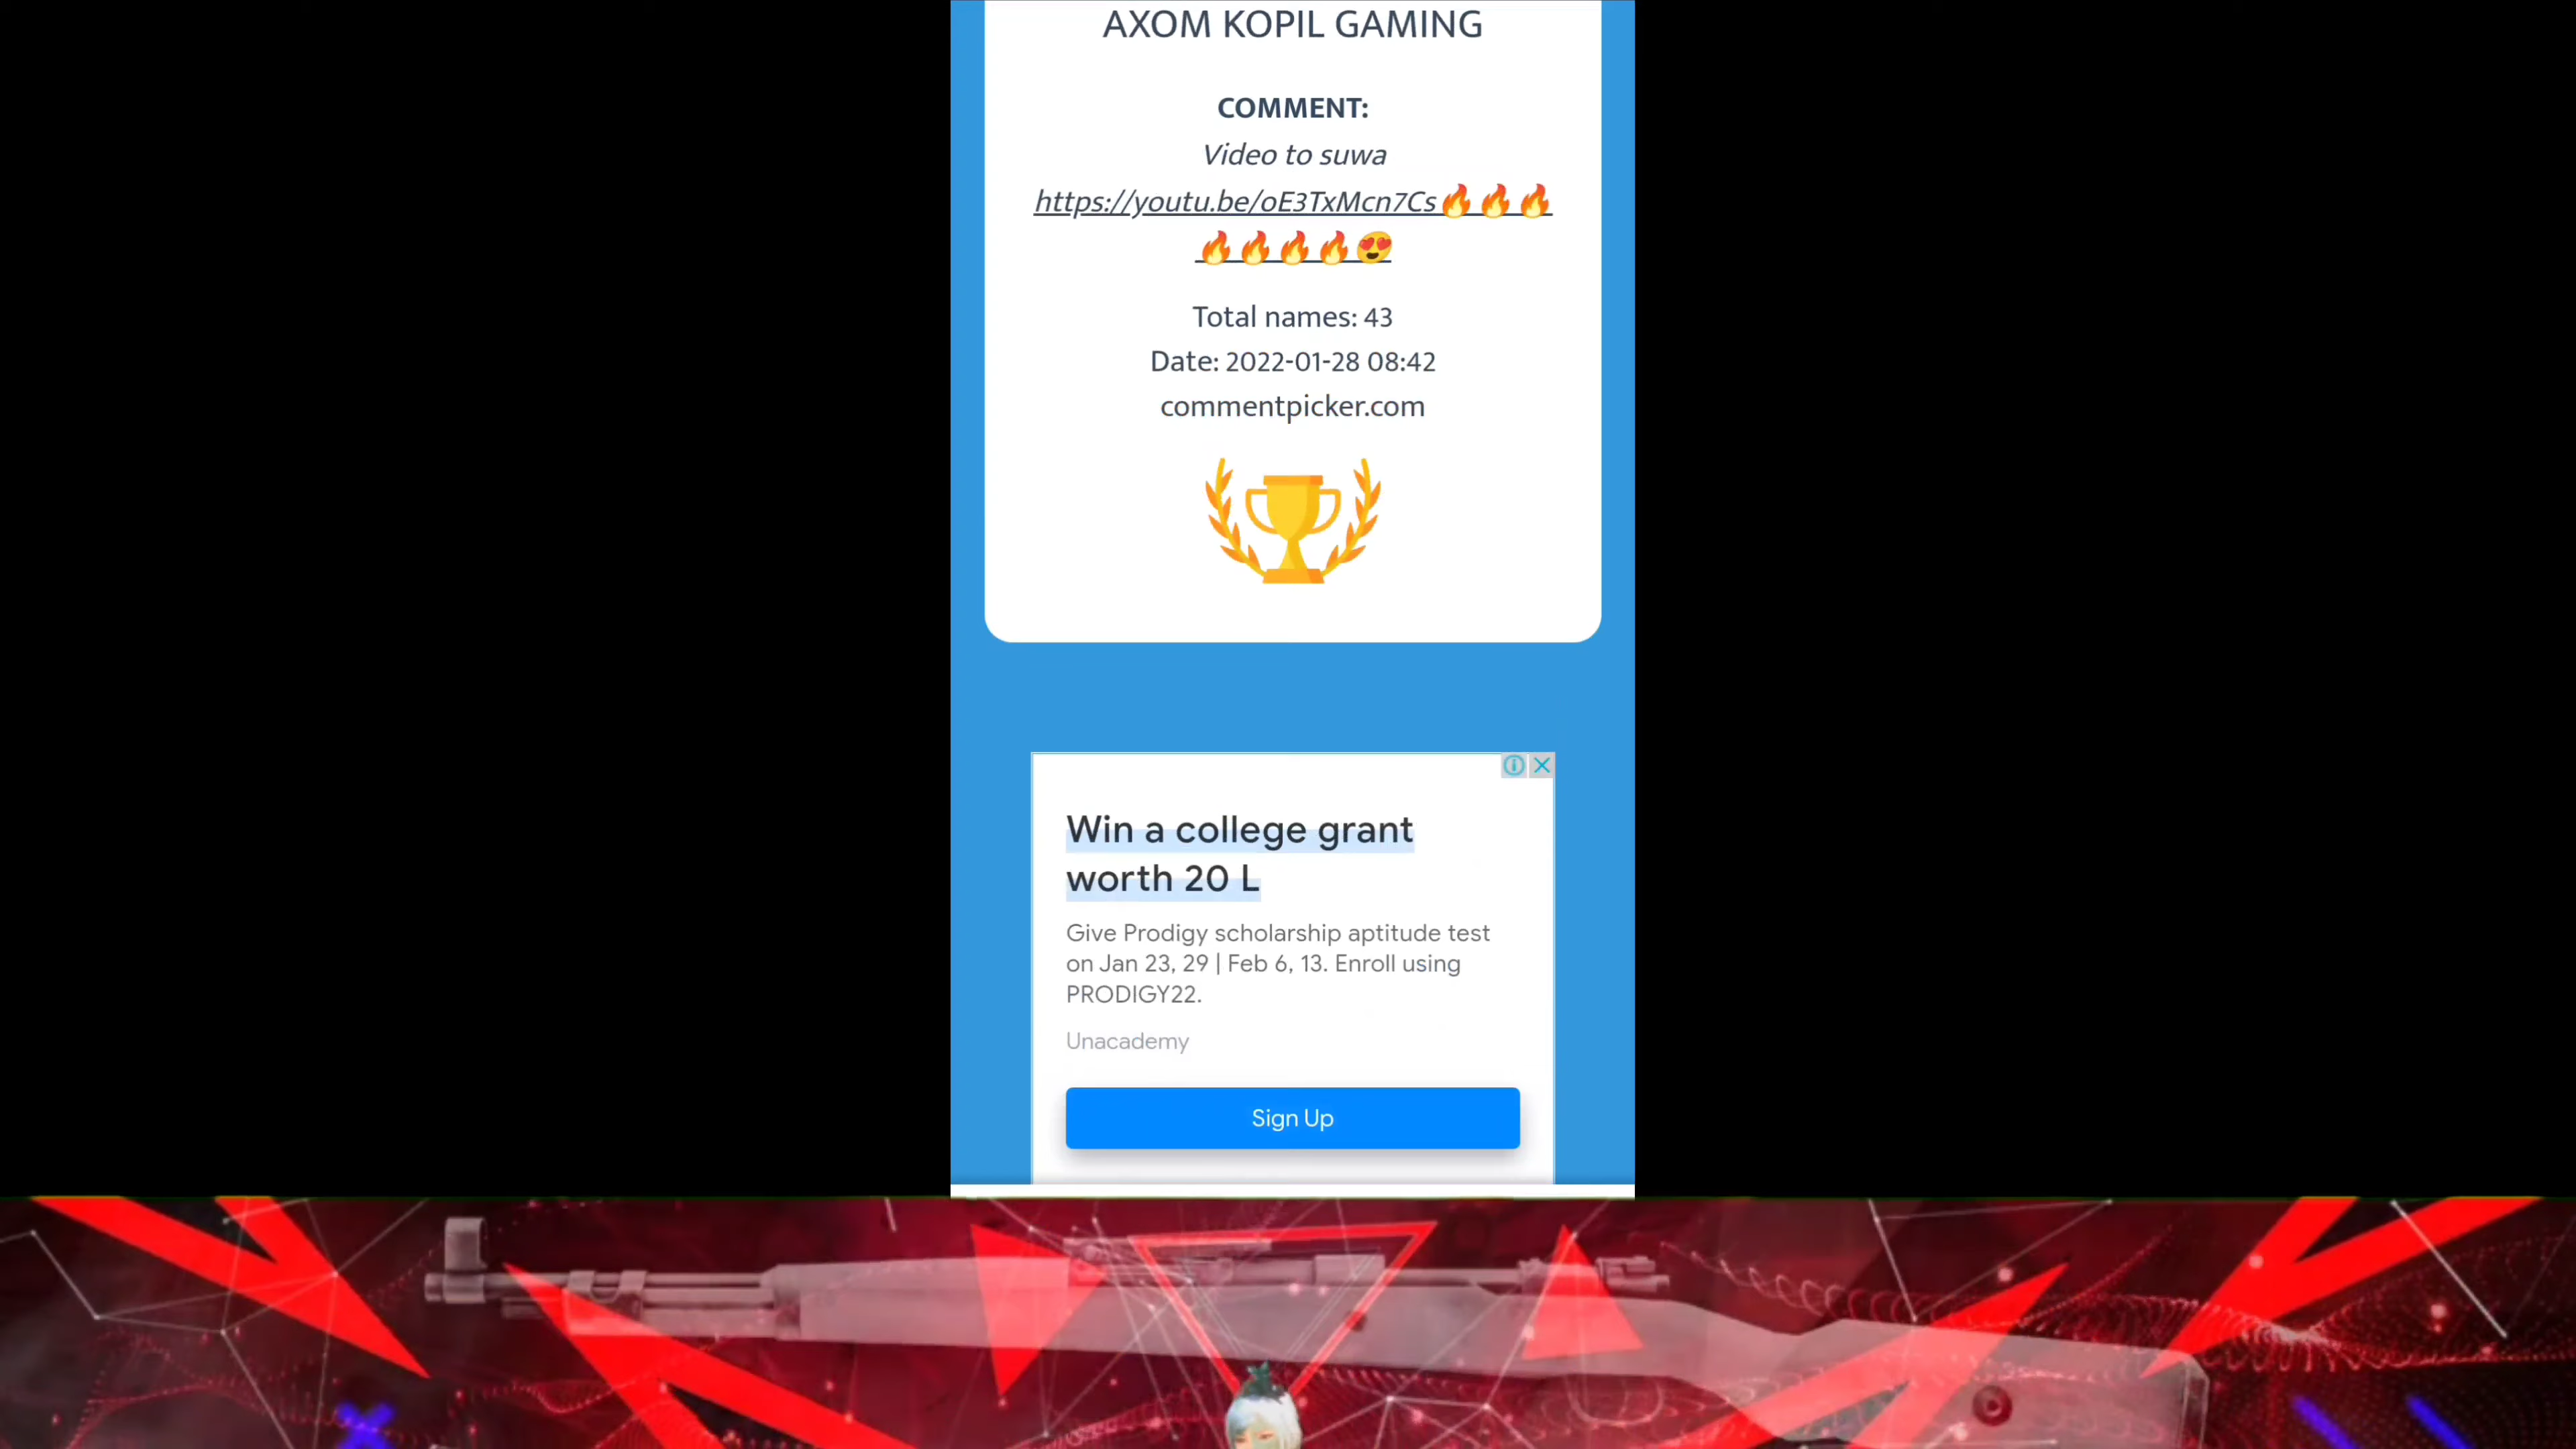 AXOM KOPIL GAMING
COMMENT:
Video to suwa
https://youtu.be/oE3TxMcn7Cs🔥🔥🔥
🔥🔥🔥🔥😍
Total names: 43
Date: 2022-01-28 08:42
commentpicker.com
Win a college grant
worth 20 L
Give Prodigy scholarship aptitude test
on Jan 23, 29 | Feb 6, 13. Enroll using
PRODIGY22.
Unacademy
Sign Up